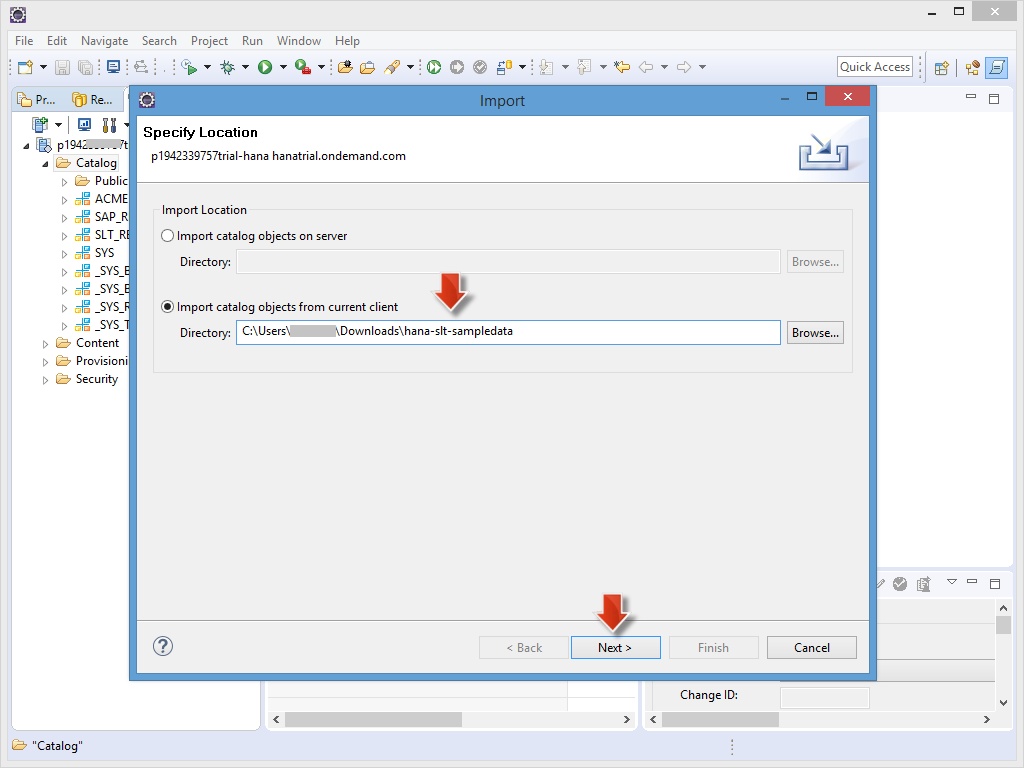 File Edit Navigate Search Project Run Window Help
Quick Access
Pr... Re...
Import
Specify Location
p1942339757trial-hana hanatrial.ondemand.com
p1942
Catalog
Public
ACME
SAP_R
SLT_RE
SYS
_SYS_B
_SYS_B
_SYS_R
_SYS_T
Content
Provisioni
Security
Import Location
Import catalog objects on server
Directory: Browse...
Import catalog objects from current client
Directory: C:\Users\ \Downloads\hana-slt-sampledata Browse...
? < Back Next > Finish Cancel
Change ID:
"Catalog"